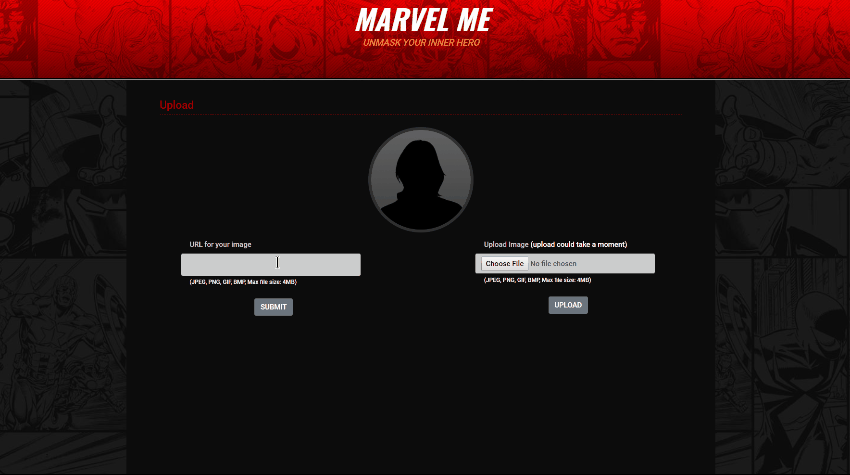 MARVEL ME
UNMASK YOUR INNER HERO
Upload
URL for your image
(JPEG, PNG, GIF, BMP, Max file size: 4MB)
SUBMIT
Upload Image (upload could take a moment)
Choose File No file chosen
(JPEG, PNG, GIF, BMP, Max file size: 4MB)
UPLOAD